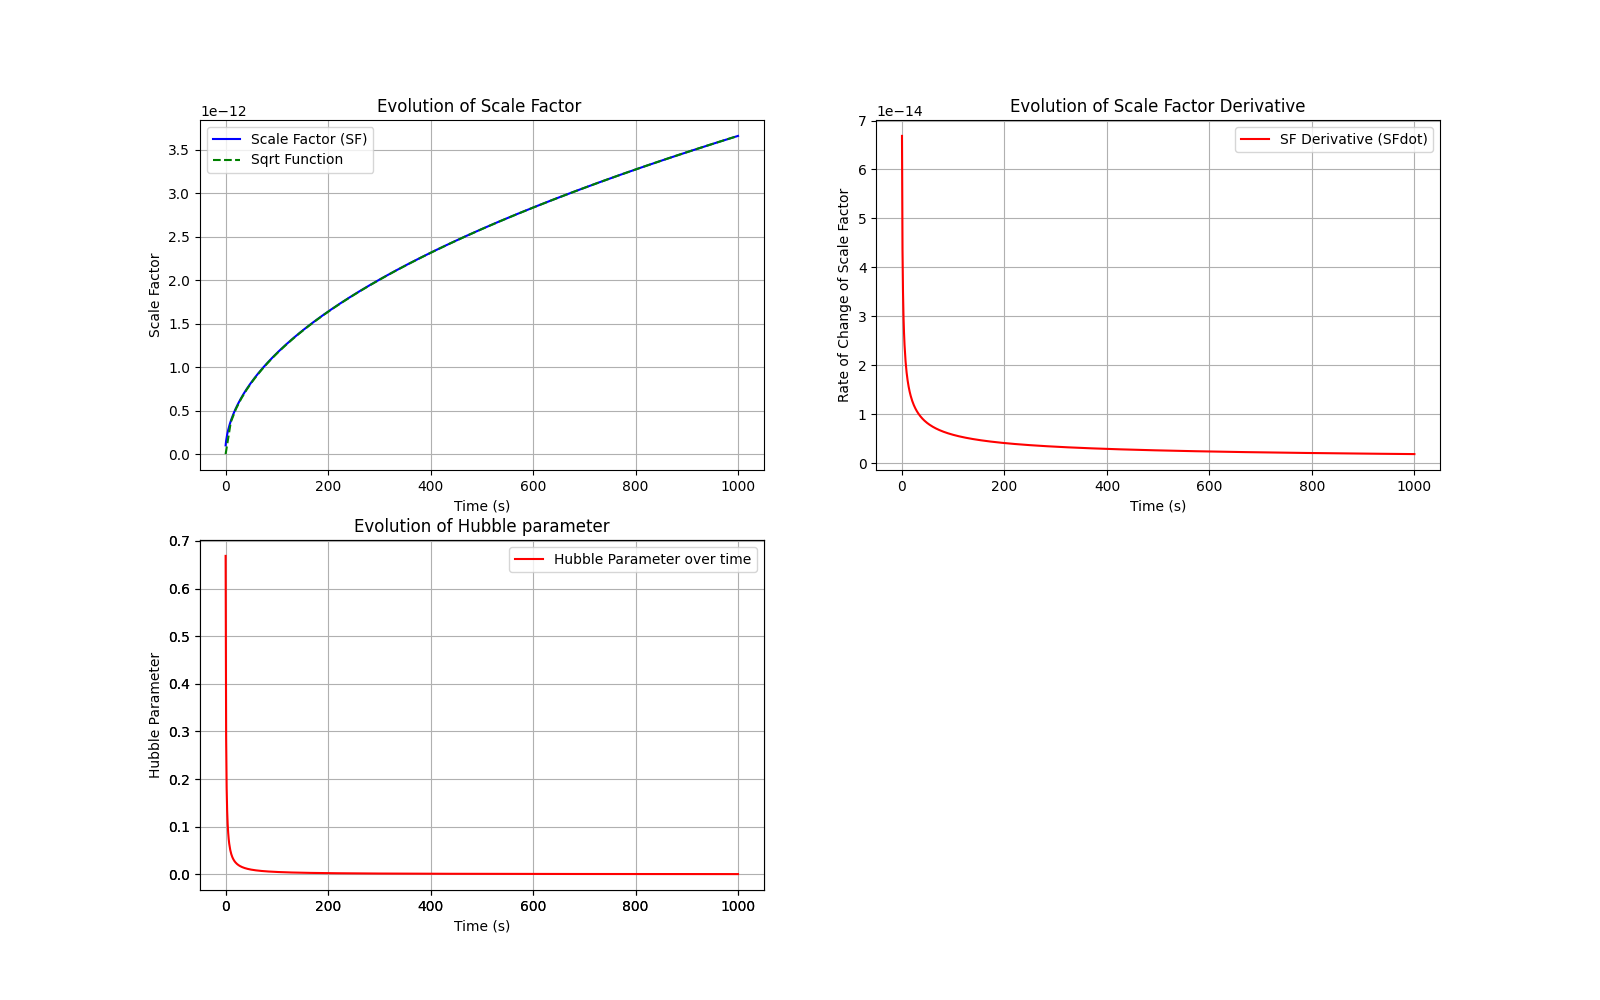 Evolution of Scale Factor
1e−12
Scale Factor (SF)
Sqrt Function
3.5
3.0
2.5
2.0
1.5
1.0
0.5
0.0
Scale Factor
0 200 400 600 800 1000
Time (s)
Evolution of Scale Factor Derivative
1e−14
SF Derivative (SFdot)
7
6
5
4
3
2
1
0
Rate of Change of Scale Factor
0 200 400 600 800 1000
Time (s)
Evolution of Hubble parameter
Hubble Parameter over time
0.7
0.6
0.5
0.4
0.3
0.2
0.1
0.0
Hubble Parameter
0 200 400 600 800 1000
Time (s)